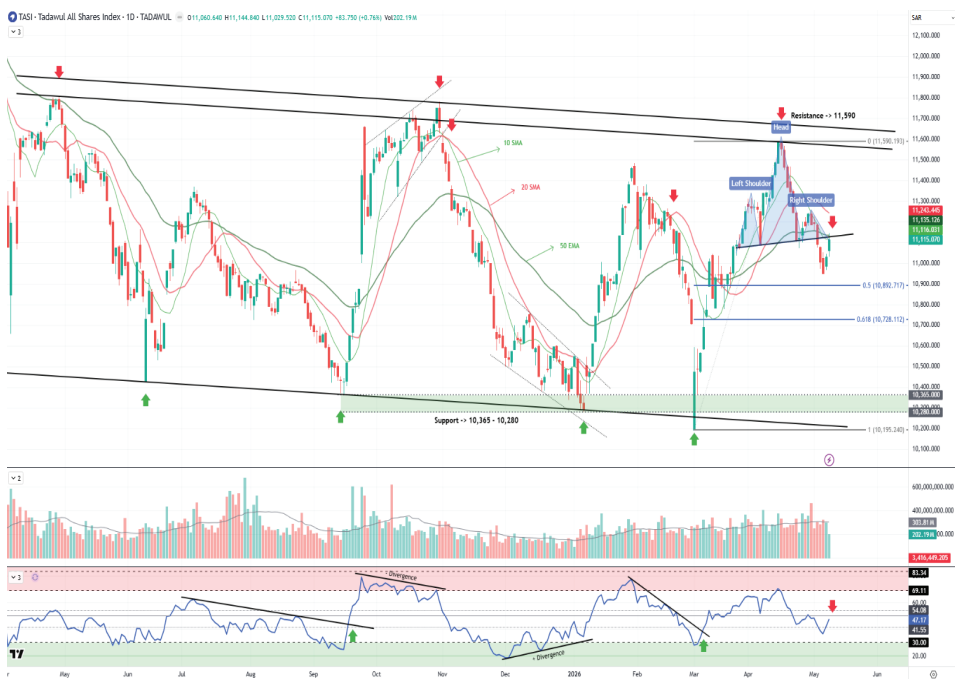 TASI · Tadawul All Shares Index · 1D · TADAWUL O11,060.640 H11,144.840 L11,029.520 C11,115.070 +83.750 (+0.76%) Vol202.19M
3
SAR
12,100.000
12,000.000
11,900.000
11,800.000
11,700.000
11,600.000
11,500.000
11,400.000
11,300.000
11,243.445
11,135.126
11,116.031
11,115.070
11,000.000
10,900.000
10,800.000
10,700.000
10,600.000
10,500.000
10,400.000
10,365.000
10,280.000
10,200.000
10,100.000
Resistance -> 11,590
Head
0 (11,590.193)
Left Shoulder
Right Shoulder
10 SMA
20 SMA
50 EMA
0.5 (10,892.717)
0.618 (10,728.112)
Support -> 10,365 - 10,280
1 (10,195.240)
2
600,000,000.000
400,000,000.000
303.81M
202.19M
3,416,449.205
3
- Divergence
+ Divergence
83.34
69.11
60.00
54.08
47.17
41.55
30.00
20.00
May
Jun
Jul
Aug
Sep
Oct
Nov
Dec
2026
Feb
Mar
Apr
May
Jun